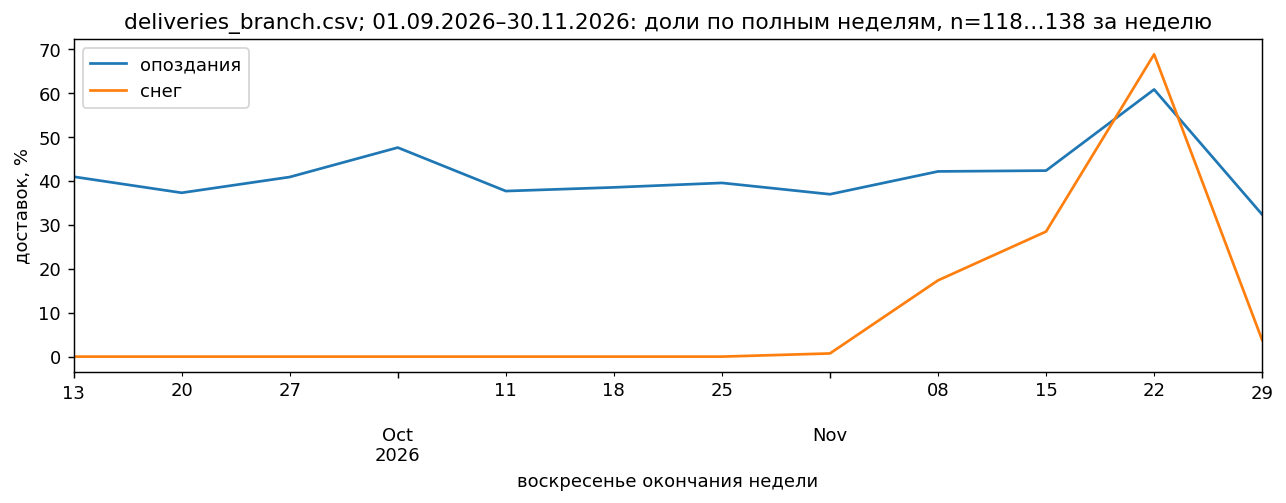 deliveries_branch.csv; 01.09.2026–30.11.2026: доли по полным неделям, n=118…138 за неделю
опоздания
снег
доставок, %
70
60
50
40
30
20
10
0
13 20 27 11 18 25 08 15 22 29
Oct Nov
2026
воскресенье окончания недели